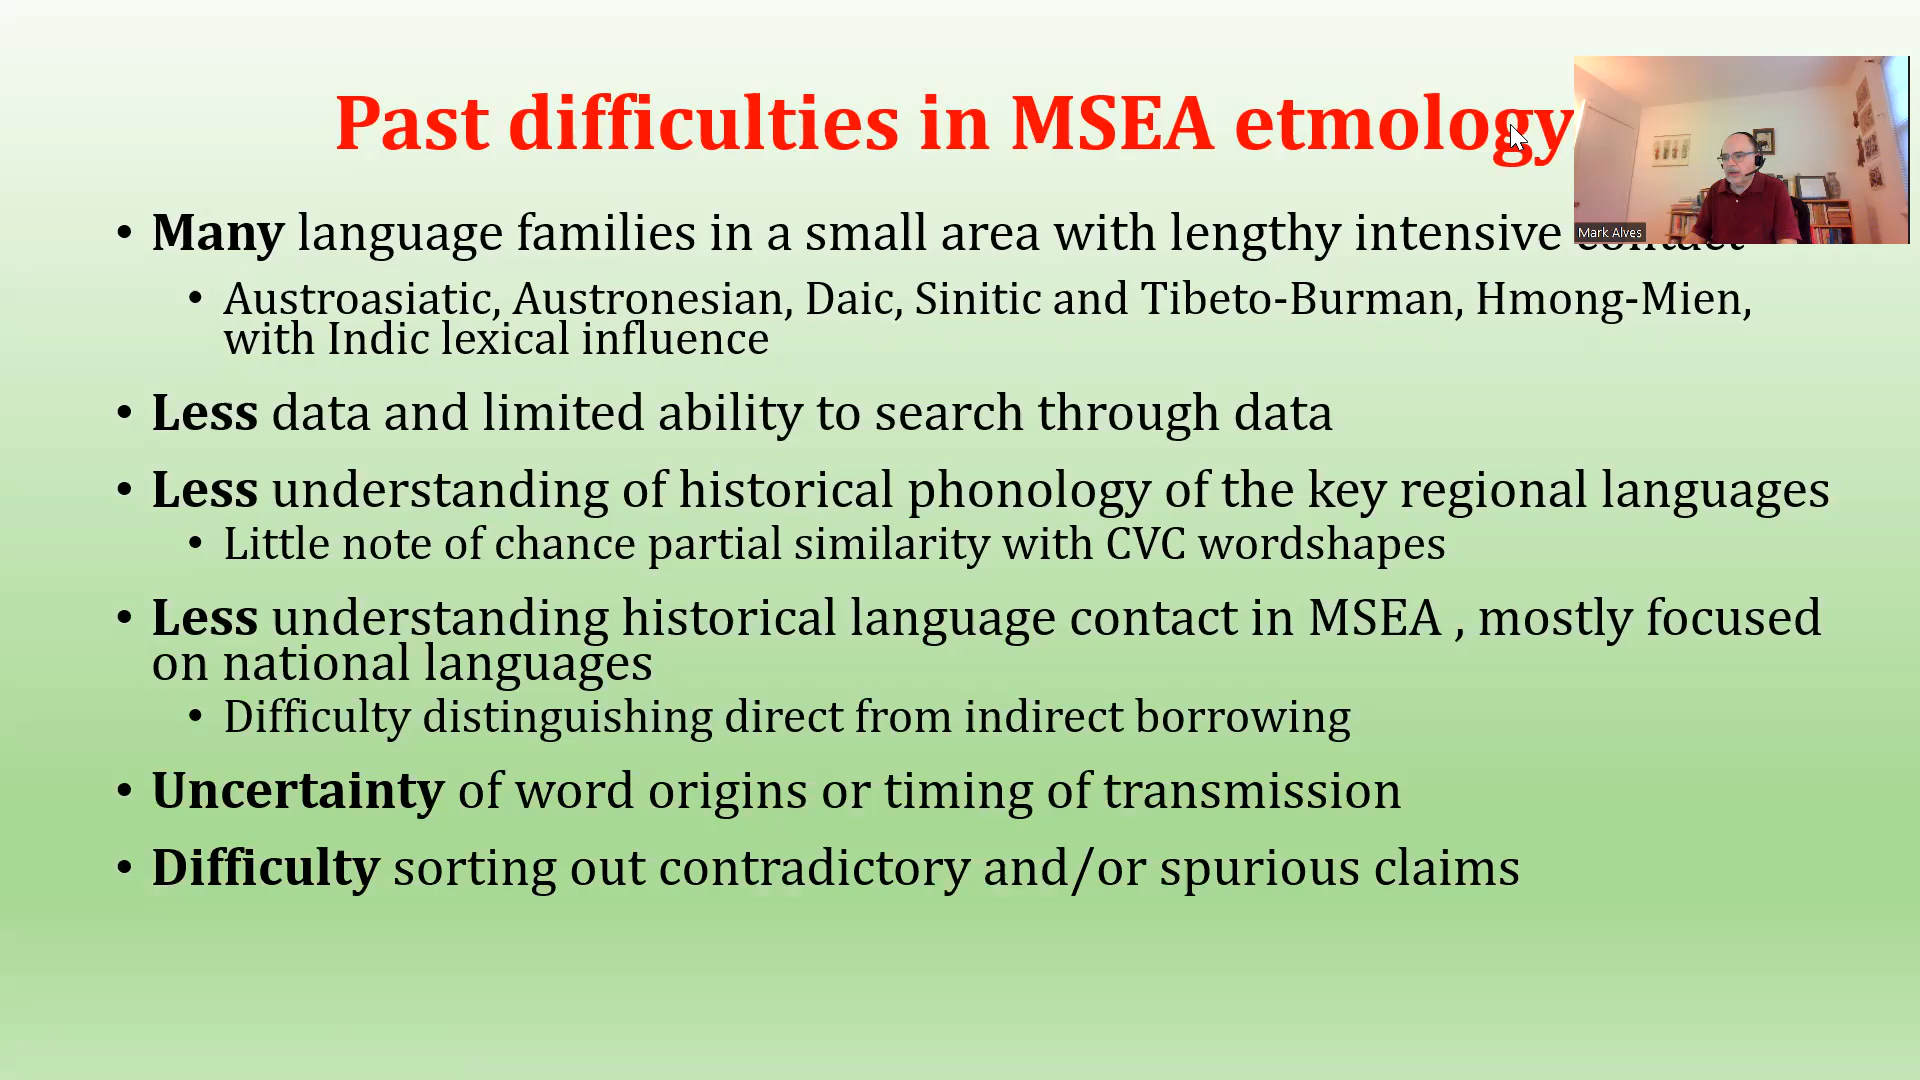 Past difficulties in MSEA etmology
• Many language families in a small area with lengthy intensive contact
• Austroasiatic, Austronesian, Daic, Sinitic and Tibeto-Burman, Hmong-Mien,
with Indic lexical influence
• Less data and limited ability to search through data
• Less understanding of historical phonology of the key regional languages
• Little note of chance partial similarity with CVC wordshapes
• Less understanding historical language contact in MSEA , mostly focused
on national languages
• Difficulty distinguishing direct from indirect borrowing
• Uncertainty of word origins or timing of transmission
• Difficulty sorting out contradictory and/or spurious claims
Mark Alves